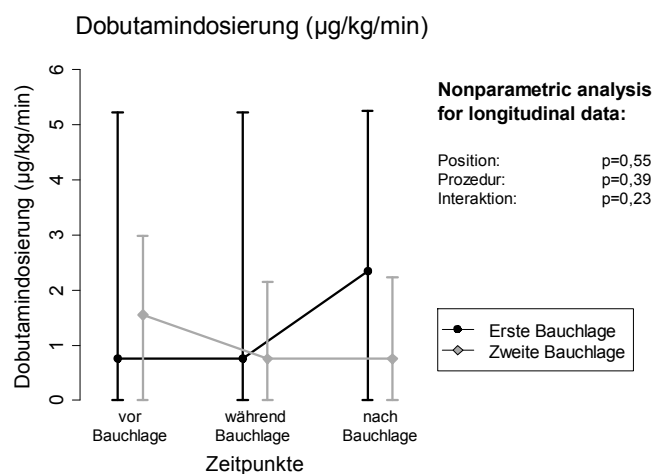 Dobutamindosierung (µg/kg/min)
Dobutamindosierung (µg/kg/min)
6
5
4
3
2
1
0
vor
Bauchlage
während
Bauchlage
nach
Bauchlage
Zeitpunkte
Nonparametric analysis
for longitudinal data:
Position: p=0,55
Prozedur: p=0,39
Interaktion: p=0,23
Erste Bauchlage
Zweite Bauchlage